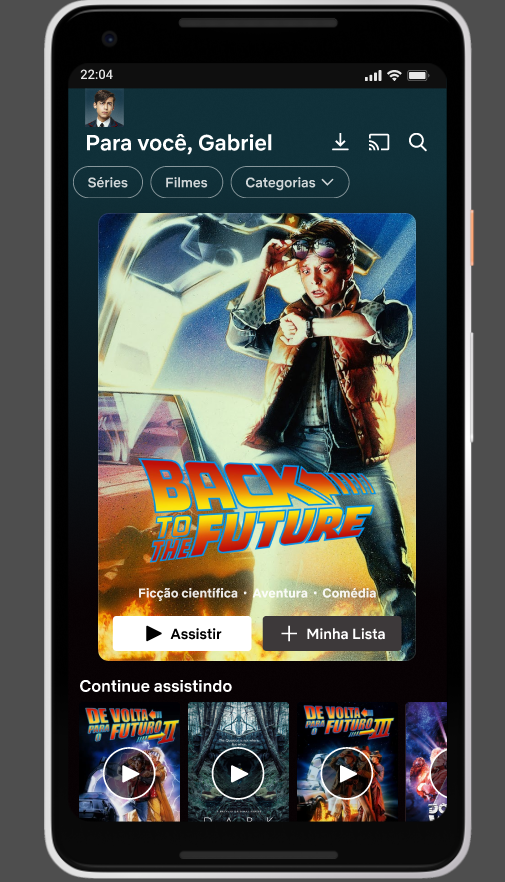 22:04
Para você, Gabriel
Séries
Filmes
Categorias
BACK
TO THE FUTURE
Ficção científica • Aventura • Comédia
Assistir
Minha Lista
Continue assistindo
DE VOLTA PARA O FUTURO II
DARK
DE VOLTA PARA O FUTURO III